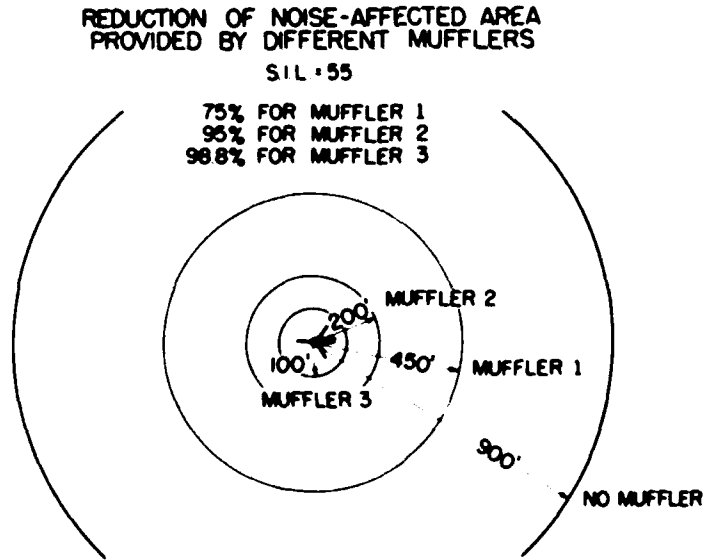 REDUCTION OF NOISE-AFFECTED AREA
PROVIDED BY DIFFERENT MUFFLERS
S.I.L = 55
75% FOR MUFFLER 1
95% FOR MUFFLER 2
98.8% FOR MUFFLER 3
MUFFLER 2
200'
100'
450'
MUFFLER 1
MUFFLER 3
900'
NO MUFFLER